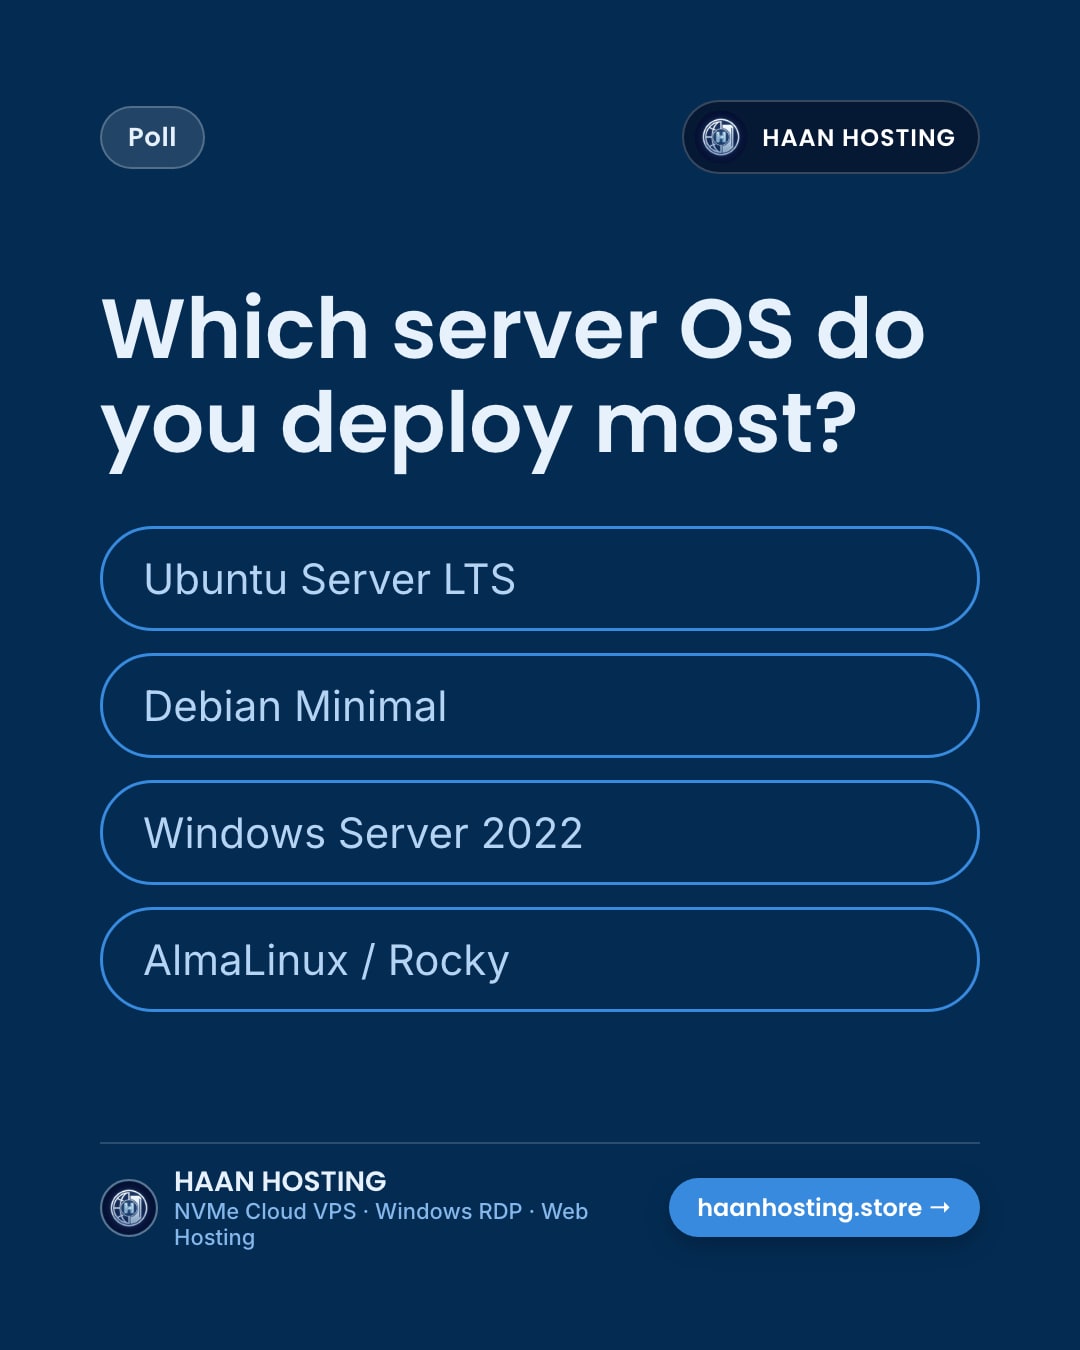 Poll
HAAN HOSTING
Which server OS do
you deploy most?
Ubuntu Server LTS
Debian Minimal
Windows Server 2022
AlmaLinux / Rocky
HAAN HOSTING
NVMe Cloud VPS · Windows RDP · Web
Hosting
haanhosting.store →